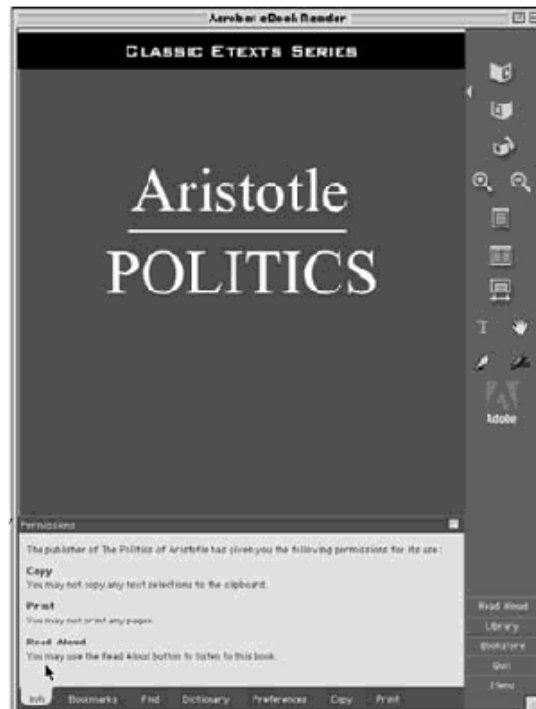 Acrobat eBook Reader
CLASSIC ETEXTS SERIES
Aristotle
POLITICS
T
Adobe
Permissions
The publisher of The Politics of Aristotle has given you the following permissions for its use :
Copy
You may not copy any text selections to the clipboard.
Print
You may not print any pages.
Read Aloud
You may use the Read Aloud button to listen to this book.
Read Aloud
Library
Bookstore
Quit
Menu
Info Bookmarks Find Dictionary Preferences Copy Print